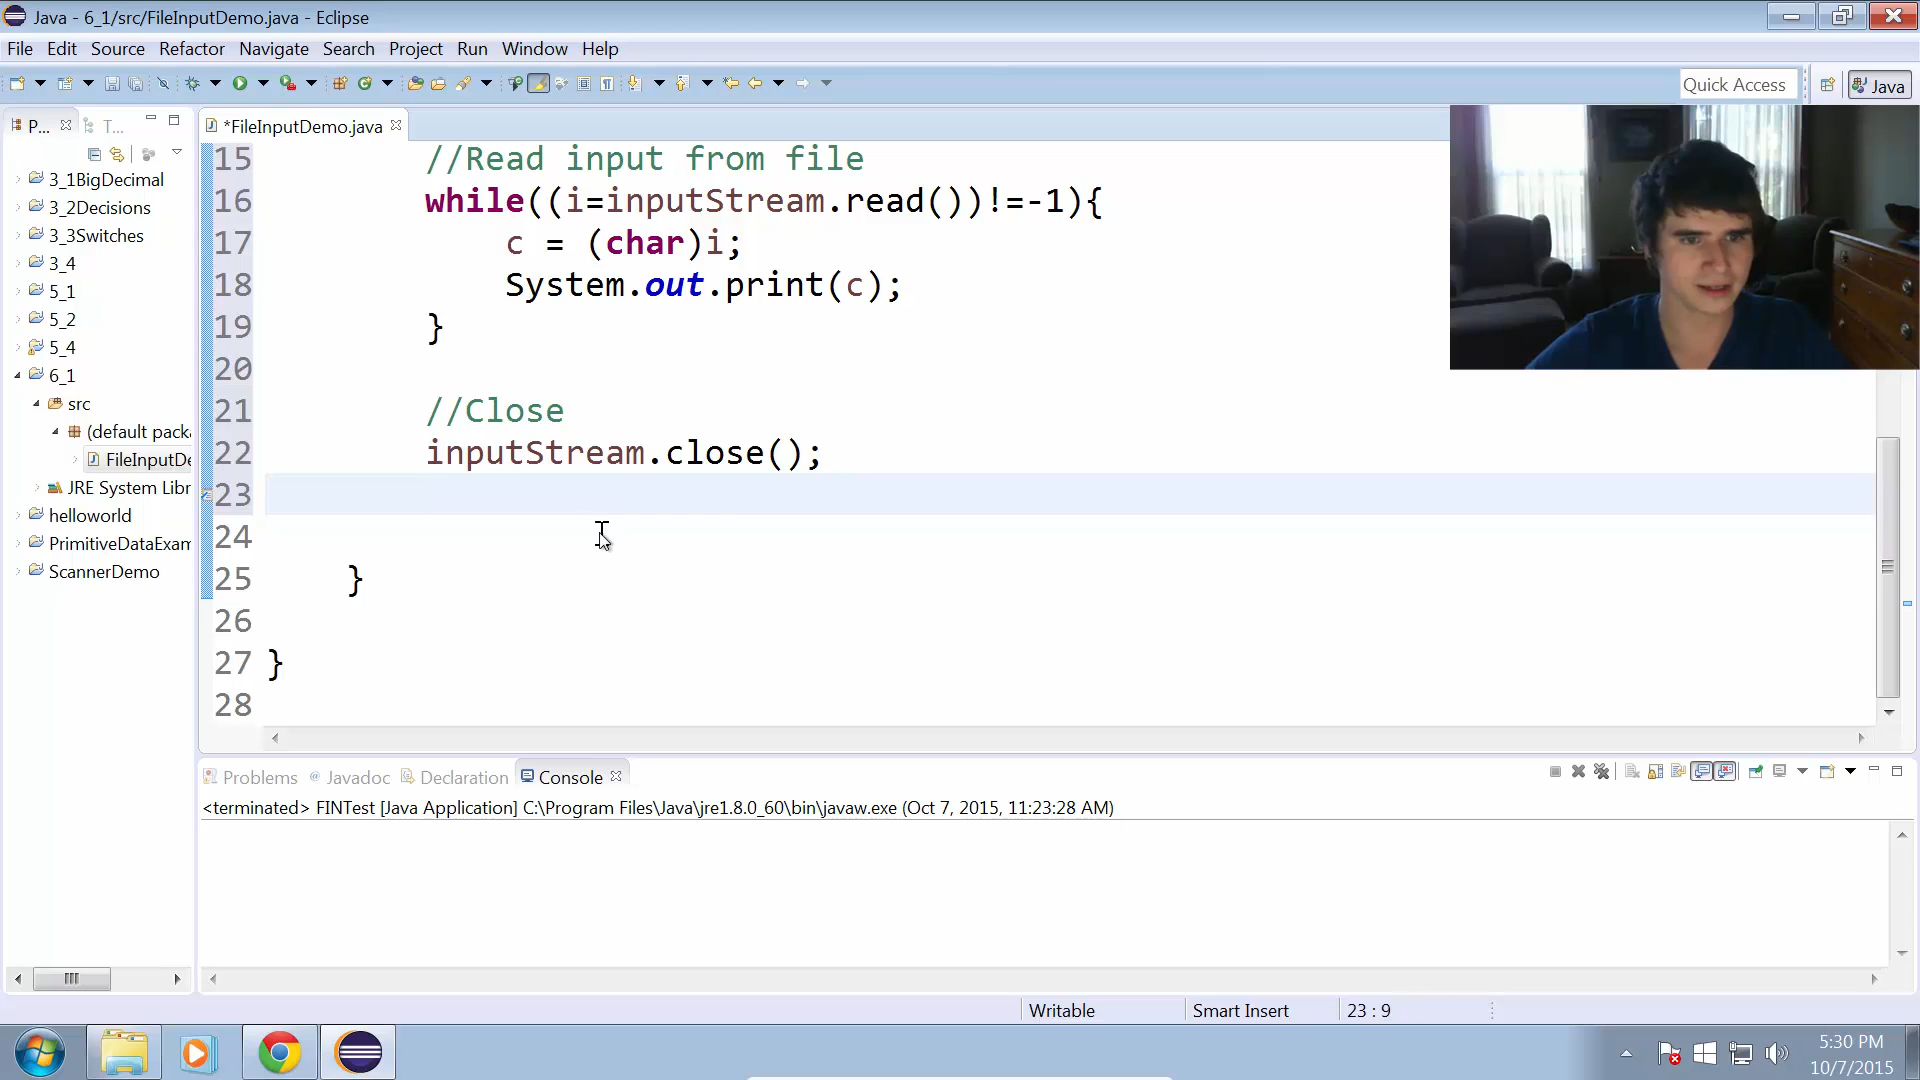 Java - 6_1/src/FileInputDemo.java - Eclipse
File Edit Source Refactor Navigate Search Project Run Window Help
Quick Access
Java
P...
T...
*FileInputDemo.java
3_1BigDecimal
3_2Decisions
3_3Switches
3_4
5_1
5_2
5_4
6_1
src
(default pack
FileInputDe
JRE System Libr
helloworld
PrimitiveDataExam
ScannerDemo
15 //Read input from file
16 while((i=inputStream.read())!=-1){
17 c = (char)i;
18 System.out.print(c);
19 }
20
21 //Close
22 inputStream.close();
23
24
25 }
26
27 }
28
Problems @ Javadoc Declaration Console
<terminated> FINTest [Java Application] C:\Program Files\Java\jre1.8.0_60\bin\javaw.exe (Oct 7, 2015, 11:23:28 AM)
Writable Smart Insert 23 : 9
5:30 PM
10/7/2015